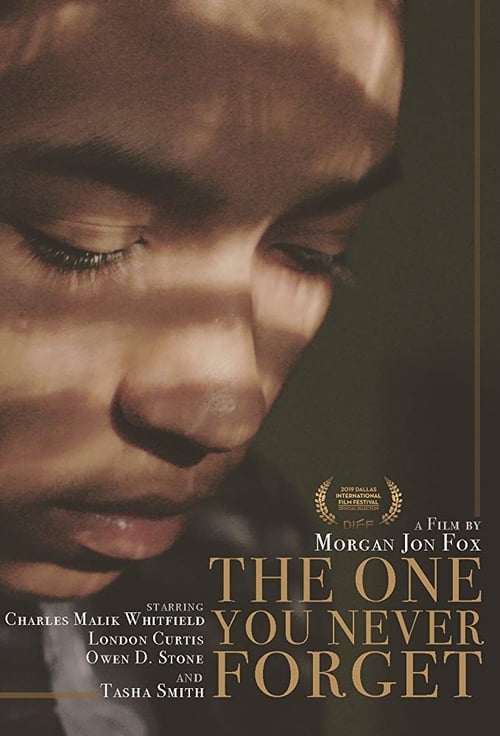 2019 DALLAS
INTERNATIONAL
FILM FESTIVAL
OFFICIAL SELECTION
DIFF
A FILM BY
MORGAN JON FOX
THE ONE
YOU NEVER
FORGET
STARRING
CHARLES MALIK WHITFIELD
LONDON CURTIS
OWEN D. STONE
AND
TASHA SMITH